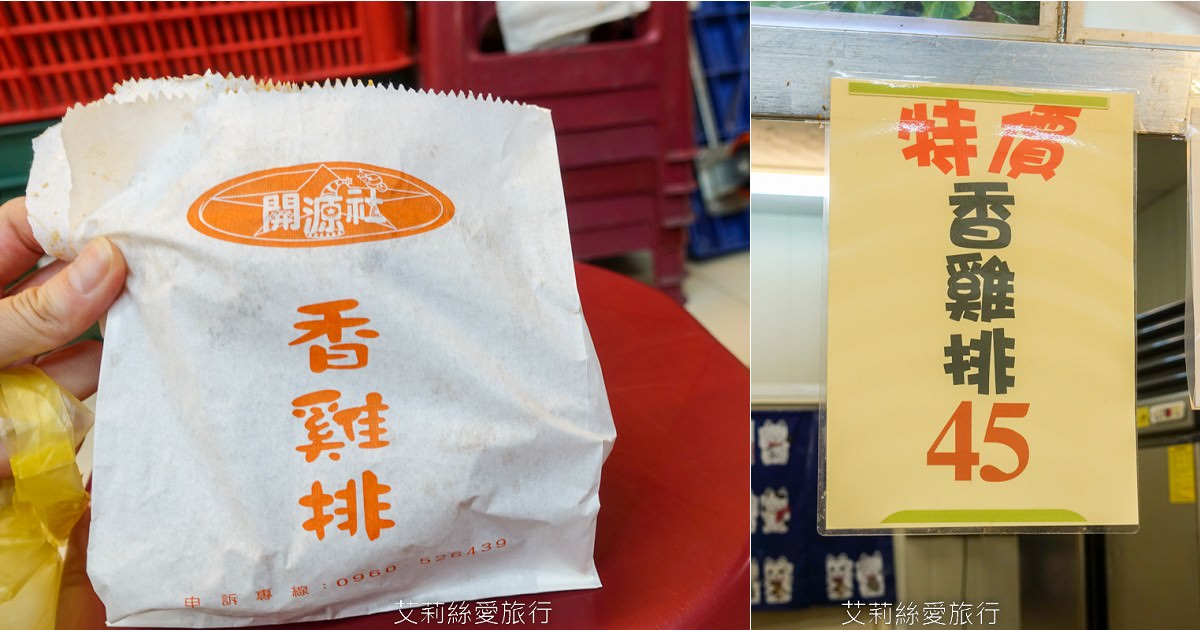 開源社
香雞排
申訴專線:0960 526439
艾莉絲愛旅行
特價
香雞排
45
艾莉絲愛旅行